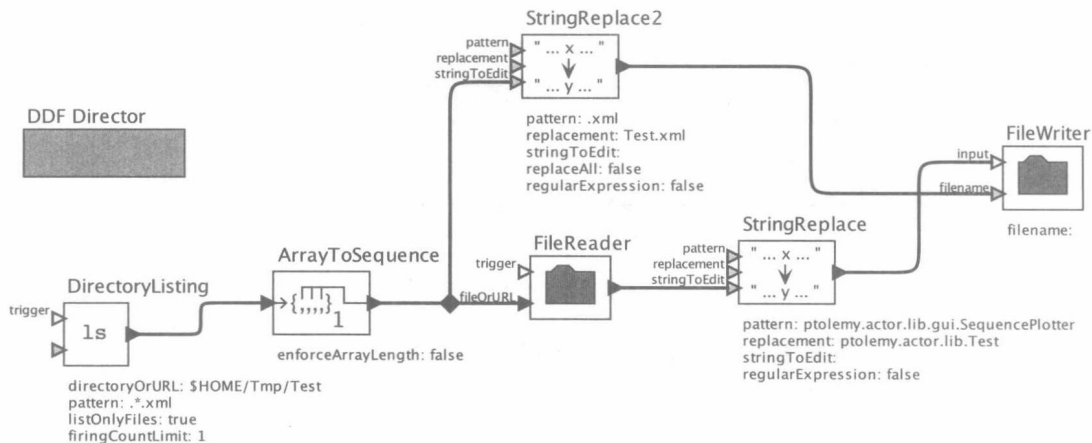 StringReplace2
pattern
replacement
stringToEdit
" ... x ... "
" ... y ... "
pattern: .xml
replacement: Test.xml
stringToEdit:
replaceAll: false
regularExpression: false
DDF Director
FileWriter
input
filename
filename:
StringReplace
pattern
replacement
stringToEdit
" ... x ... "
" ... y ... "
pattern: ptolemy.actor.lib.gui.SequencePlotter
replacement: ptolemy.actor.lib.Test
stringToEdit:
regularExpression: false
FileReader
trigger
fileOrURL
ArrayToSequence
{,,,,}
1
enforceArrayLength: false
DirectoryListing
trigger
ls
directoryOrURL: $HOME/Tmp/Test
pattern: .*.xml
listOnlyFiles: true
firingCountLimit: 1